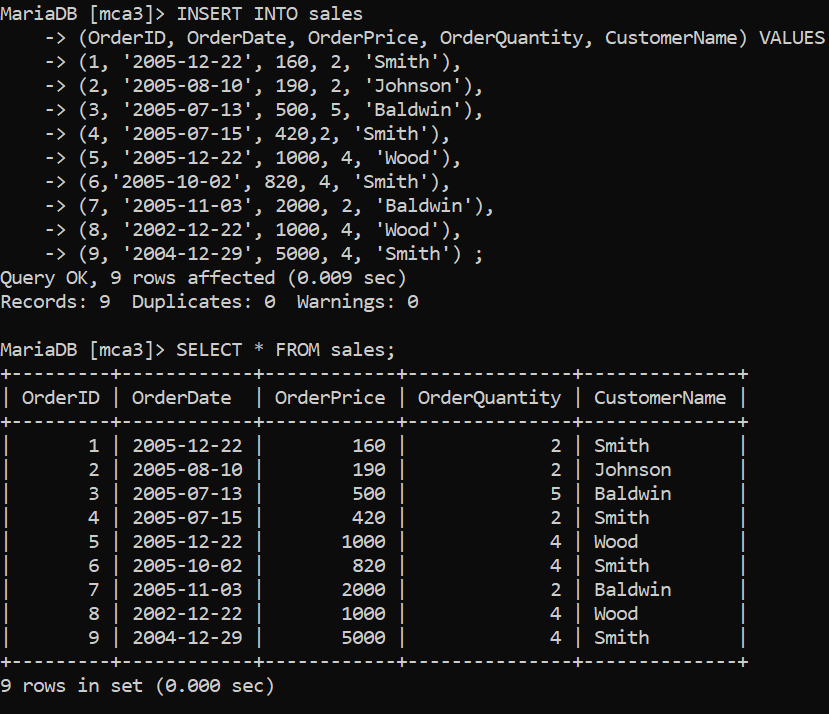 MariaDB [mca3]> INSERT INTO sales
    -> (OrderID, OrderDate, OrderPrice, OrderQuantity, CustomerName) VALUES
    -> (1, '2005-12-22', 160, 2, 'Smith'),
    -> (2, '2005-08-10', 190, 2, 'Johnson'),
    -> (3, '2005-07-13', 500, 5, 'Baldwin'),
    -> (4, '2005-07-15', 420,2, 'Smith'),
    -> (5, '2005-12-22', 1000, 4, 'Wood'),
    -> (6,'2005-10-02', 820, 4, 'Smith'),
    -> (7, '2005-11-03', 2000, 2, 'Baldwin'),
    -> (8, '2002-12-22', 1000, 4, 'Wood'),
    -> (9, '2004-12-29', 5000, 4, 'Smith') ;
Query OK, 9 rows affected (0.009 sec)
Records: 9  Duplicates: 0  Warnings: 0

MariaDB [mca3]> SELECT * FROM sales;
+---------+------------+------------+---------------+--------------+
| OrderID | OrderDate  | OrderPrice | OrderQuantity | CustomerName |
+---------+------------+------------+---------------+--------------+
|       1 | 2005-12-22 |        160 |             2 | Smith        |
|       2 | 2005-08-10 |        190 |             2 | Johnson      |
|       3 | 2005-07-13 |        500 |             5 | Baldwin      |
|       4 | 2005-07-15 |        420 |             2 | Smith        |
|       5 | 2005-12-22 |       1000 |             4 | Wood         |
|       6 | 2005-10-02 |        820 |             4 | Smith        |
|       7 | 2005-11-03 |       2000 |             2 | Baldwin      |
|       8 | 2002-12-22 |       1000 |             4 | Wood         |
|       9 | 2004-12-29 |       5000 |             4 | Smith        |
+---------+------------+------------+---------------+--------------+
9 rows in set (0.000 sec)